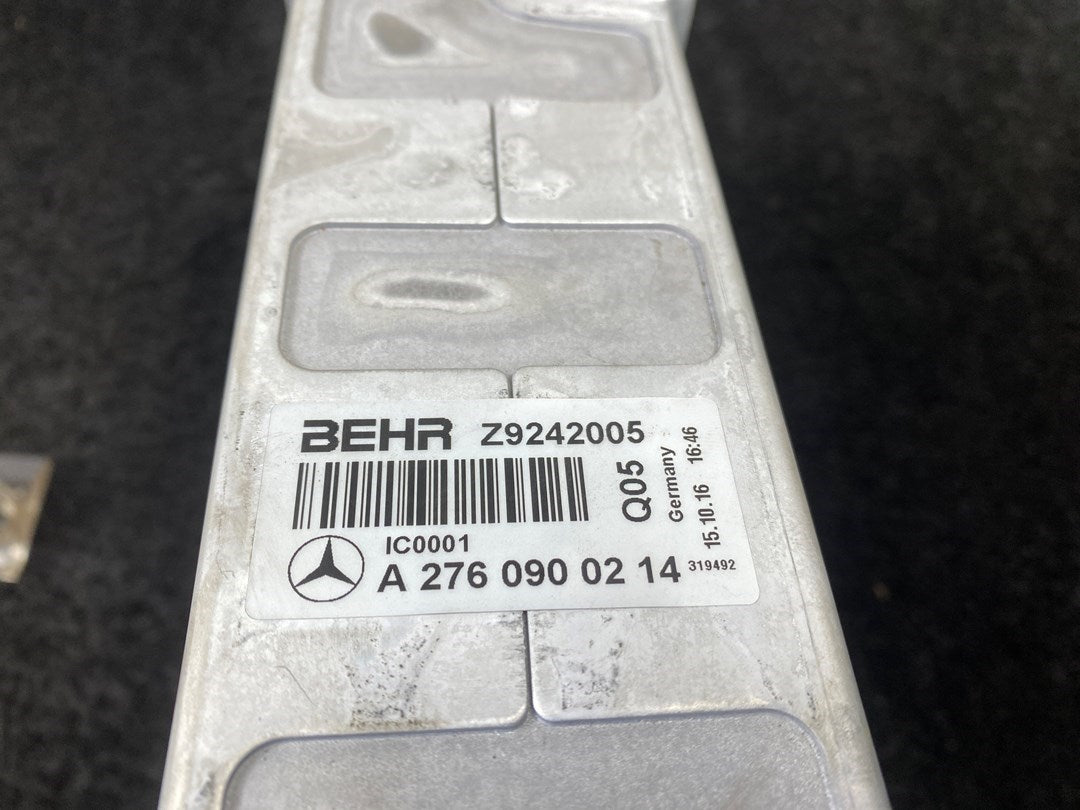 BEHR Z9242005
Q05
Germany
15.10.16 16:46
IC0001
A 276 090 02 14 319492